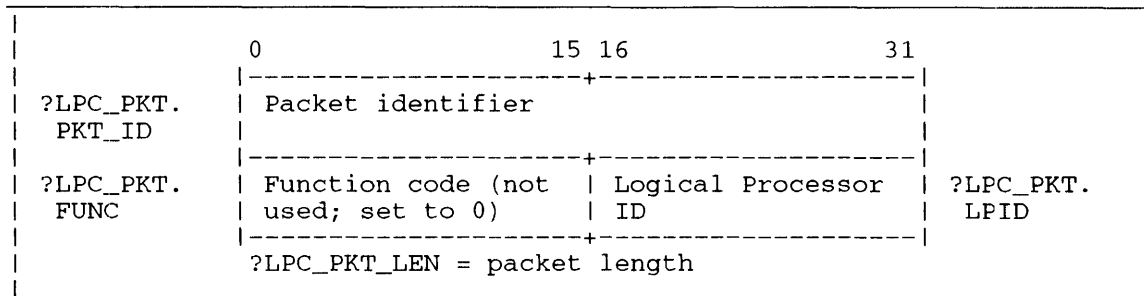 0 15 16 31
|---------------------+--------------------|
?LPC_PKT. | Packet identifier |
PKT_ID | |
|---------------------+--------------------|
?LPC_PKT. | Function code (not | Logical Processor | ?LPC_PKT.
FUNC | used; set to 0) | ID | LPID
|---------------------+--------------------|
?LPC_PKT_LEN = packet length